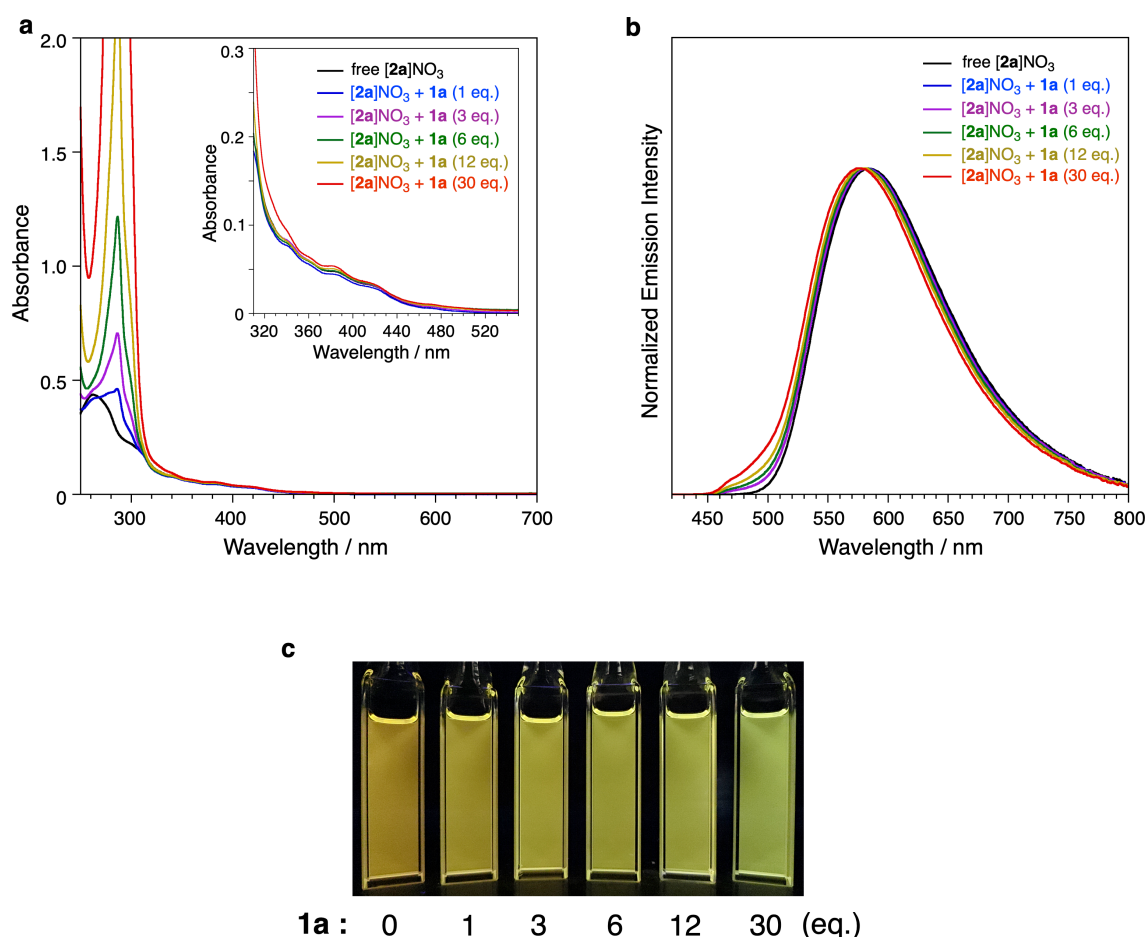 a
2.0
1.5
1.0
0.5
0
Absorbance
300
400
500
600
700
Wavelength / nm
0.3
0.2
0.1
0
Absorbance
320
360
400
440
480
520
Wavelength / nm
free [2a]NO₃
[2a]NO₃ + 1a (1 eq.)
[2a]NO₃ + 1a (3 eq.)
[2a]NO₃ + 1a (6 eq.)
[2a]NO₃ + 1a (12 eq.)
[2a]NO₃ + 1a (30 eq.)
b
Normalized Emission Intensity
free [2a]NO₃
[2a]NO₃ + 1a (1 eq.)
[2a]NO₃ + 1a (3 eq.)
[2a]NO₃ + 1a (6 eq.)
[2a]NO₃ + 1a (12 eq.)
[2a]NO₃ + 1a (30 eq.)
450
500
550
600
650
700
750
800
Wavelength / nm
c
1a : 0 1 3 6 12 30 (eq.)